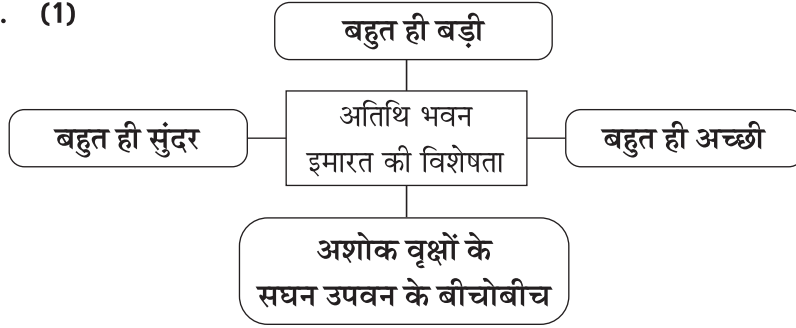 . (1)
बहुत ही बड़ी
बहुत ही सुंदर
अतिथि भवन
इमारत की विशेषता
बहुत ही अच्छी
अशोक वृक्षों के
सघन उपवन के बीचोबीच